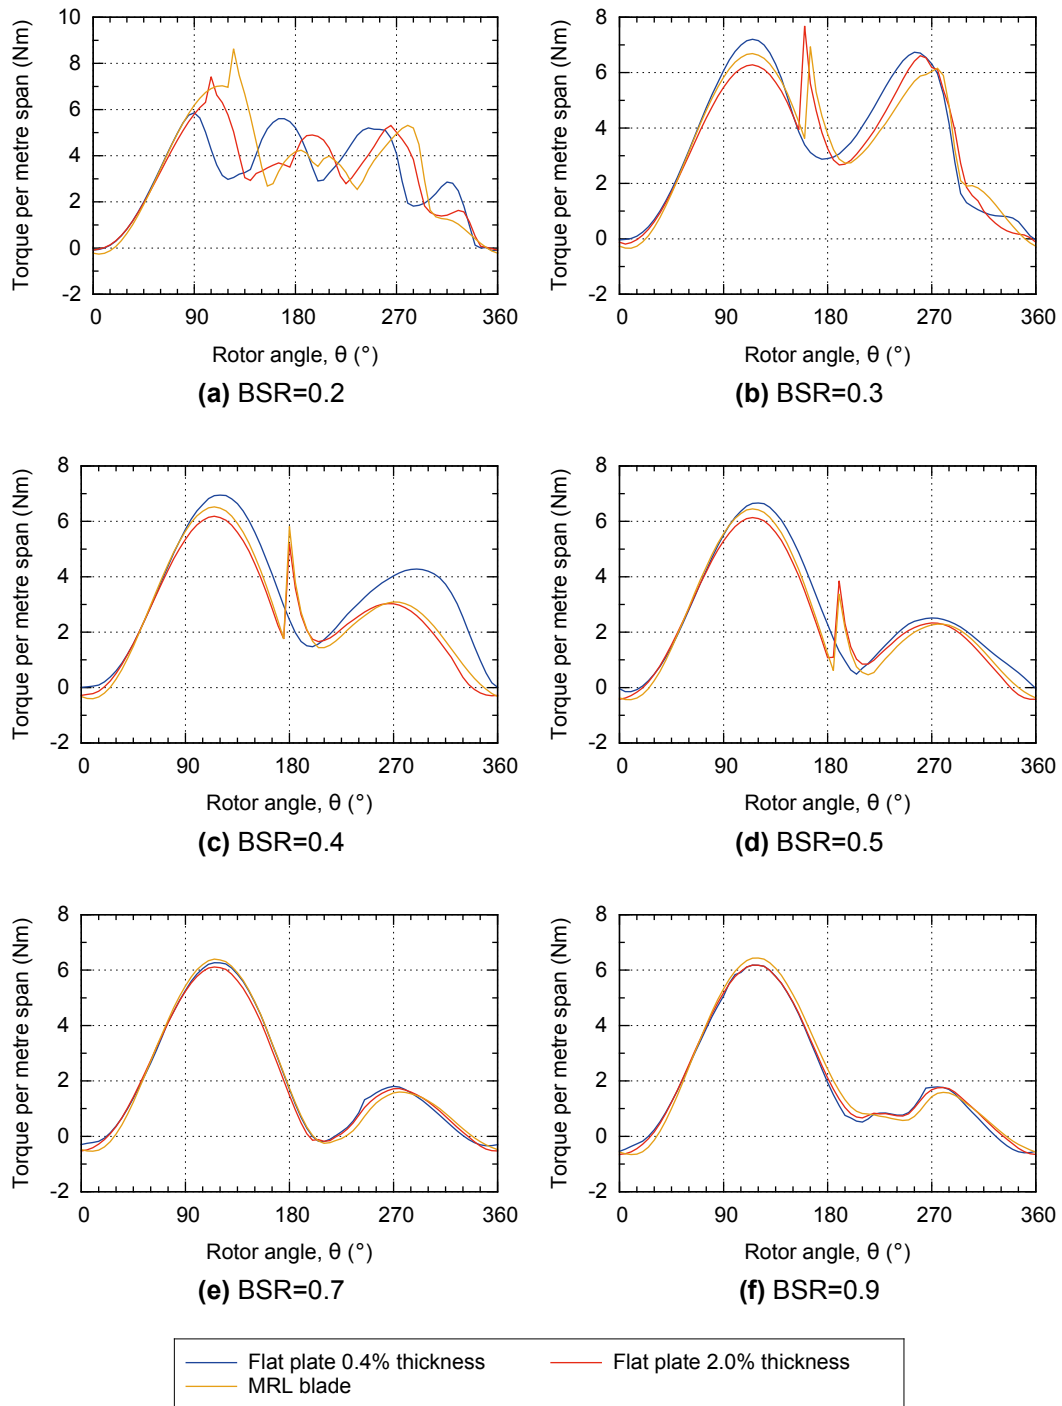 Torque per metre span (Nm)
10
8
6
4
2
0
-2
0 90 180 270 360
Rotor angle, θ (°)
(a) BSR=0.2
Torque per metre span (Nm)
8
6
4
2
0
-2
0 90 180 270 360
Rotor angle, θ (°)
(b) BSR=0.3
Torque per metre span (Nm)
8
6
4
2
0
-2
0 90 180 270 360
Rotor angle, θ (°)
(c) BSR=0.4
Torque per metre span (Nm)
8
6
4
2
0
-2
0 90 180 270 360
Rotor angle, θ (°)
(d) BSR=0.5
Torque per metre span (Nm)
8
6
4
2
0
-2
0 90 180 270 360
Rotor angle, θ (°)
(e) BSR=0.7
Torque per metre span (Nm)
8
6
4
2
0
-2
0 90 180 270 360
Rotor angle, θ (°)
(f) BSR=0.9
Flat plate 0.4% thickness
Flat plate 2.0% thickness
MRL blade